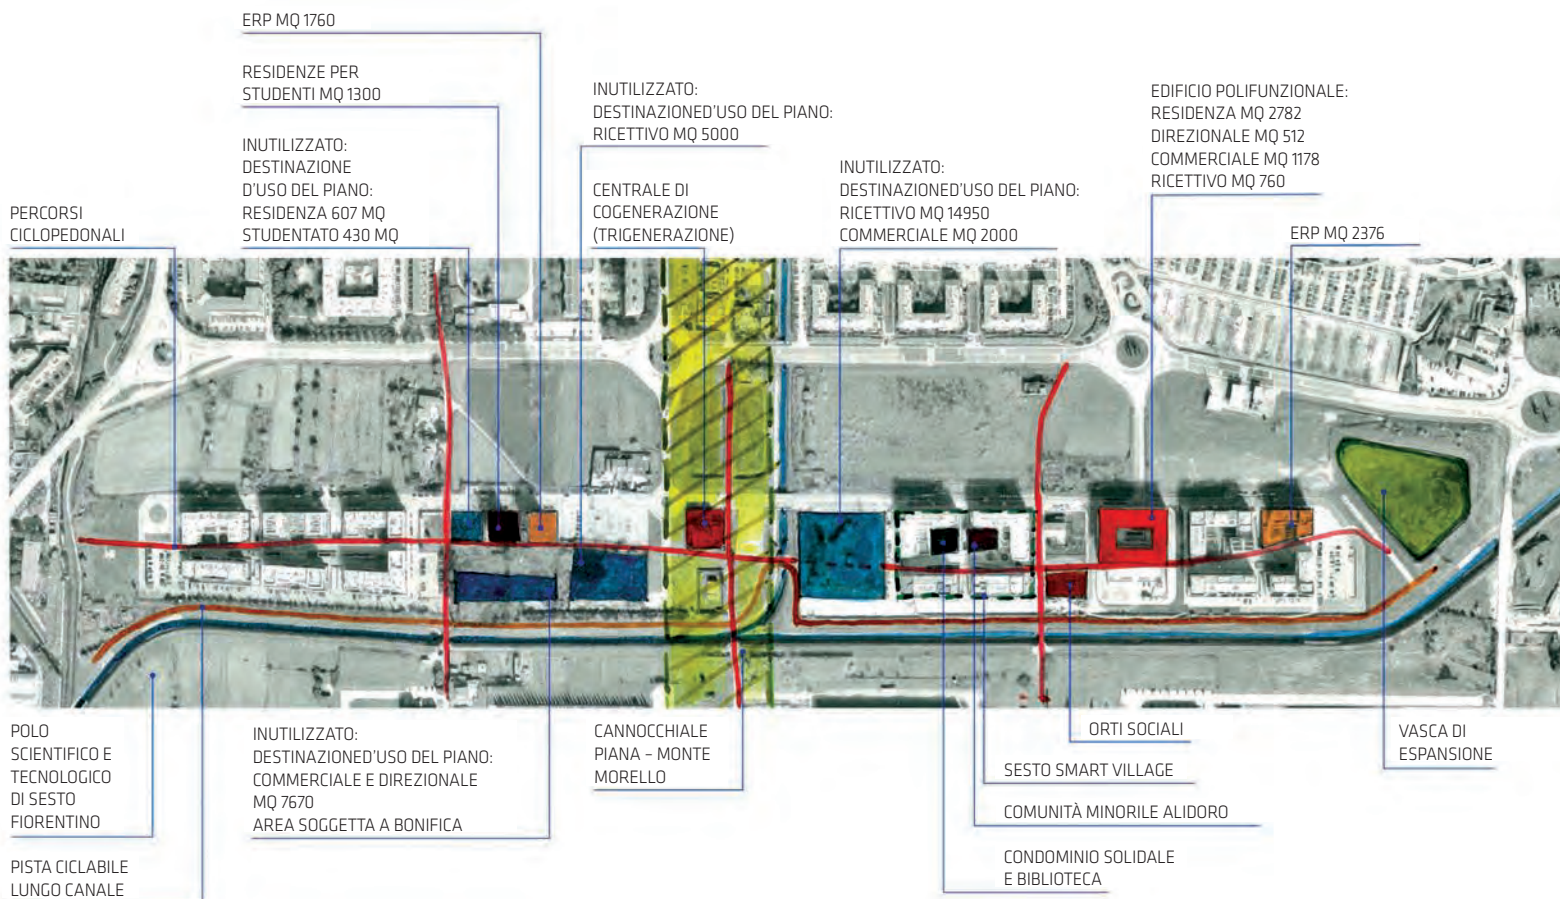 ERP MQ 1760
RESIDENZE PER
STUDENTI MQ 1300
INUTILIZZATO:
DESTINAZIONE
D'USO DEL PIANO:
RESIDENZA 607 MQ
STUDENTATO 430 MQ
PERCORSI
CICLOPEDONALI
INUTILIZZATO:
DESTINAZIONED'USO DEL PIANO:
RICETTIVO MQ 5000
CENTRALE DI
COGENERAZIONE
(TRIGENERAZIONE)
INUTILIZZATO:
DESTINAZIONED'USO DEL PIANO:
RICETTIVO MQ 14950
COMMERCIALE MQ 2000
EDIFICIO POLIFUNZIONALE:
RESIDENZA MQ 2782
DIREZIONALE MQ 512
COMMERCIALE MQ 1178
RICETTIVO MQ 760
ERP MQ 2376
POLO
SCIENTIFICO E
TECNOLOGICO
DI SESTO
FIORENTINO
PISTA CICLABILE
LUNGO CANALE
INUTILIZZATO:
DESTINAZIONED'USO DEL PIANO:
COMMERCIALE E DIREZIONALE
MQ 7670
AREA SOGGETTA A BONIFICA
CANNOCCHIALE
PIANA – MONTE
MORELLO
ORTI SOCIALI
SESTO SMART VILLAGE
COMUNITÀ MINORILE ALIDORO
CONDOMINIO SOLIDALE
E BIBLIOTECA
VASCA DI
ESPANSIONE